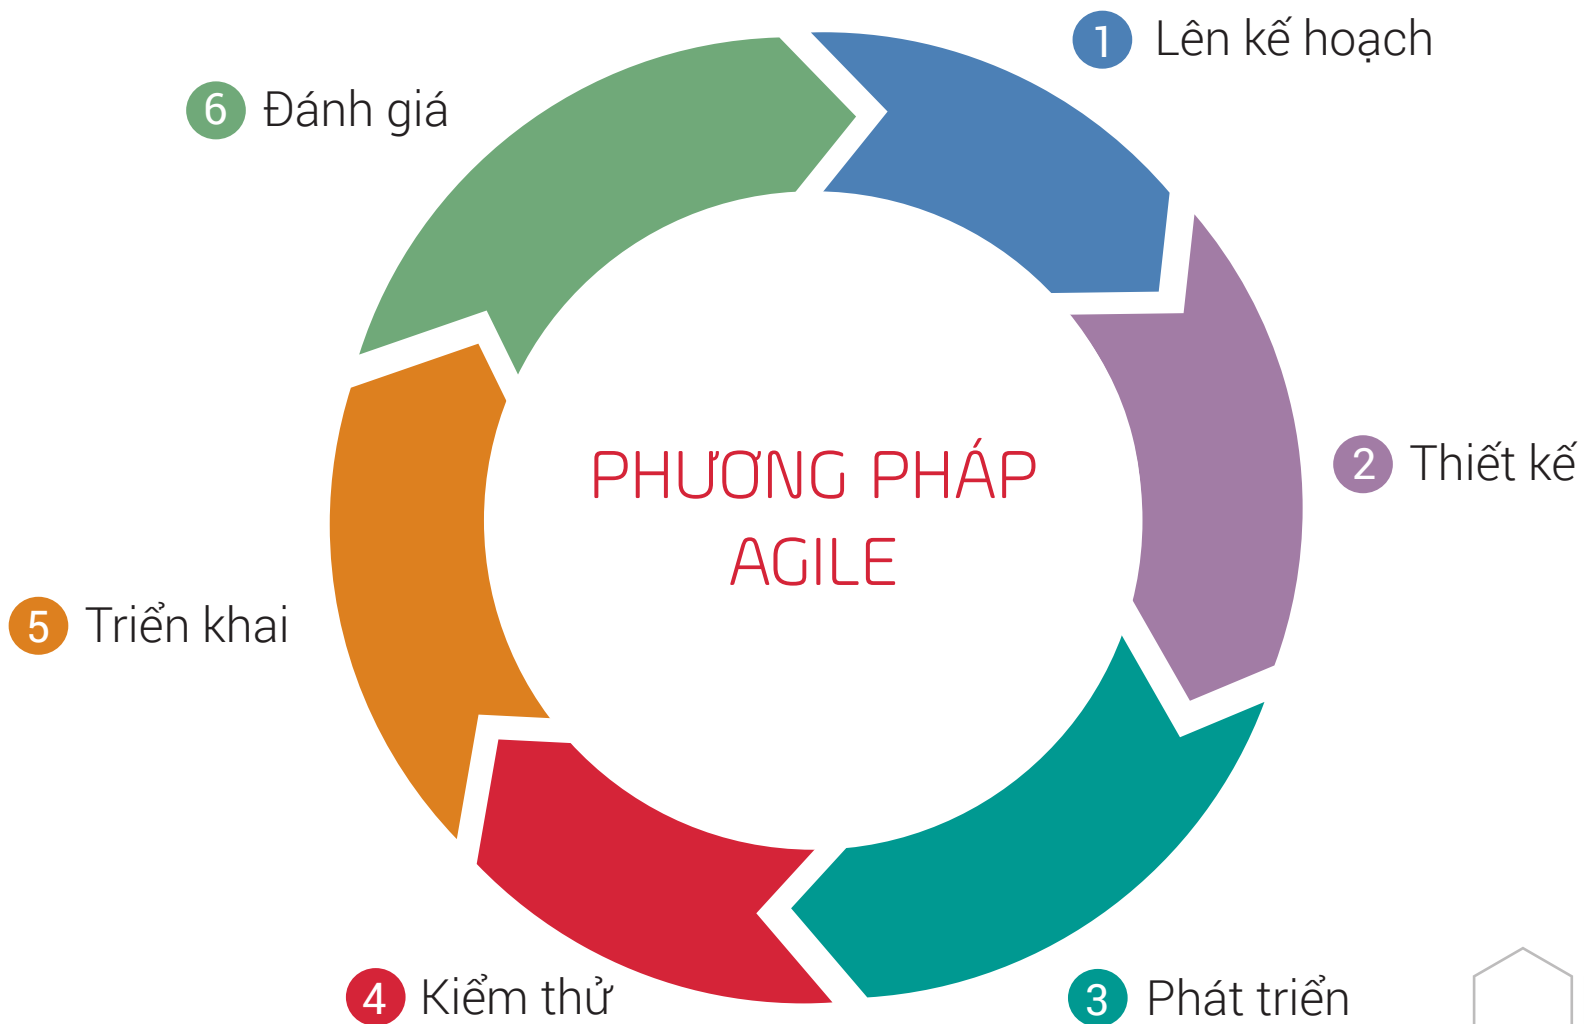 1 Lên kế hoạch
6 Đánh giá
PHƯƠNG PHÁP
AGILE
2 Thiết kế
5 Triển khai
4 Kiểm thử
3 Phát triển